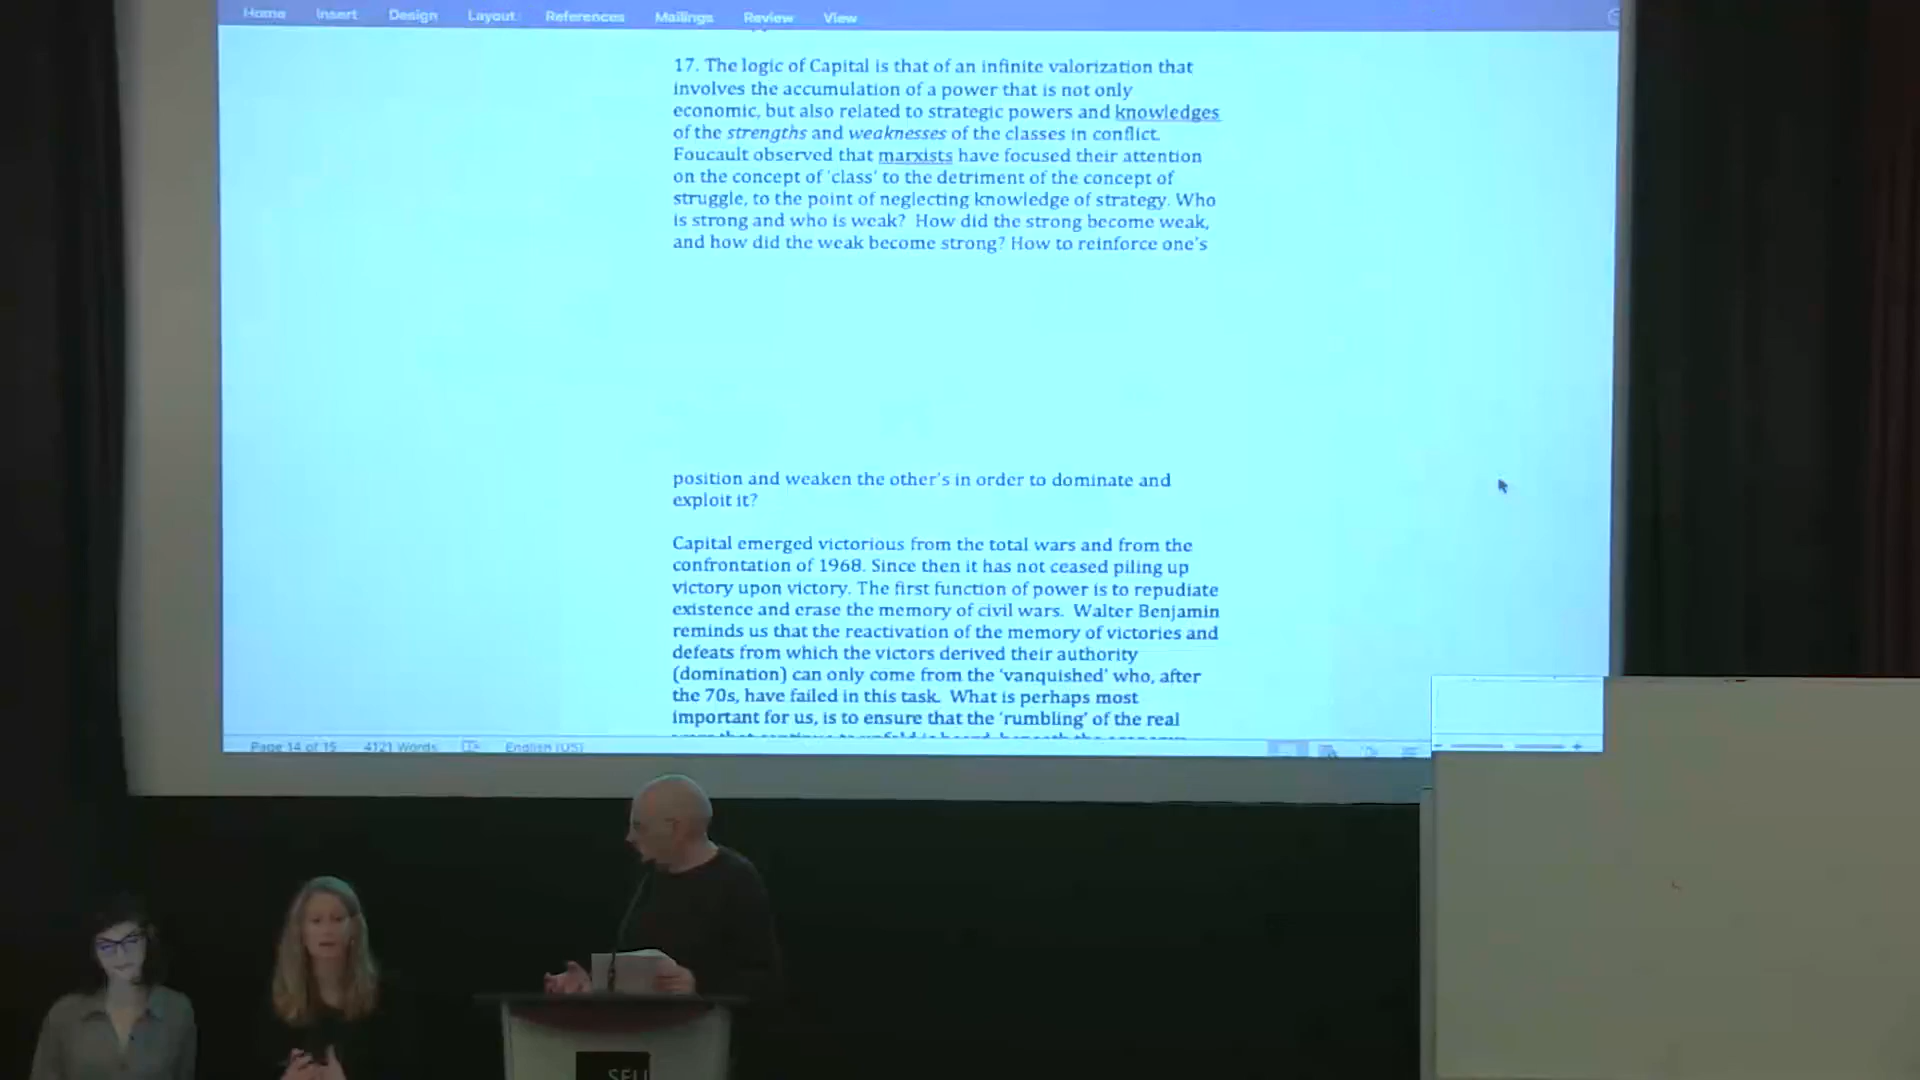 Home Insert Design Layout References Mailings Review View
17. The logic of Capital is that of an infinite valorization that
involves the accumulation of a power that is not only
economic, but also related to strategic powers and knowledges
of the strengths and weaknesses of the classes in conflict.
Foucault observed that marxists have focused their attention
on the concept of 'class' to the detriment of the concept of
struggle, to the point of neglecting knowledge of strategy. Who
is strong and who is weak? How did the strong become weak,
and how did the weak become strong? How to reinforce one's
position and weaken the other's in order to dominate and
exploit it?
Capital emerged victorious from the total wars and from the
confrontation of 1968. Since then it has not ceased piling up
victory upon victory. The first function of power is to repudiate
existence and erase the memory of civil wars. Walter Benjamin
reminds us that the reactivation of the memory of victories and
defeats from which the victors derived their authority
(domination) can only come from the 'vanquished' who, after
the 70s, have failed in this task. What is perhaps most
important for us, is to ensure that the 'rumbling' of the real
Page 14 of 15 4121 Words English (US)
SFU